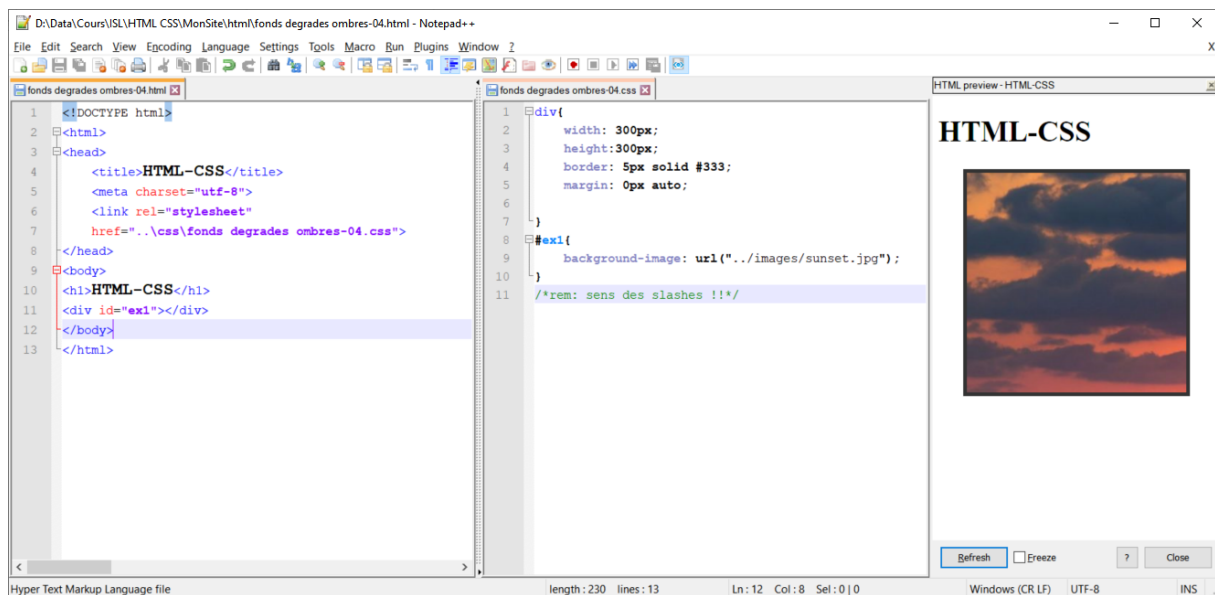 D:\Data\Cours\ISL\HTML CSS\MonSite\html\fonds degrades ombres-04.html - Notepad++
File Edit Search View Encoding Language Settings Tools Macro Run Plugins Window ? X
fonds degrades ombres-04.html
1 <!DOCTYPE html>
2 <html>
3 <head>
4 <title>HTML-CSS</title>
5 <meta charset="utf-8">
6 <link rel="stylesheet"
7 href="..\css\fonds degrades ombres-04.css">
8 </head>
9 <body>
10 <h1>HTML-CSS</h1>
11 <div id="ex1"></div>
12 </body>
13 </html>
fonds degrades ombres-04.css
1 div{
2 width: 300px;
3 height:300px;
4 border: 5px solid #333;
5 margin: 0px auto;
6
7 }
8 #ex1{
9 background-image: url("../images/sunset.jpg");
10 }
11 /*rem: sens des slashes !!*/
HTML preview - HTML-CSS
HTML-CSS
Refresh Freeze ? Close
Hyper Text Markup Language file length : 230 lines : 13 Ln : 12 Col : 8 Sel : 0 | 0 Windows (CR LF) UTF-8 INS